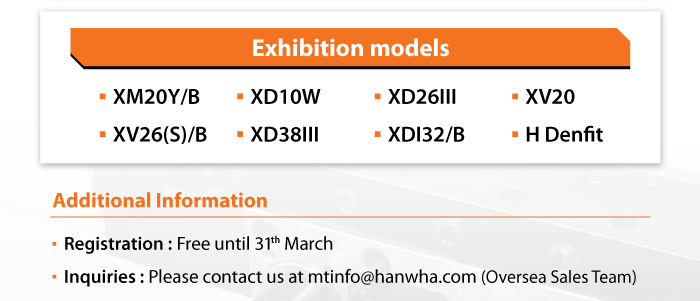 Exhibition models
▪ XM20Y/B ▪ XD10W ▪ XD26III ▪ XV20
▪ XV26(S)/B ▪ XD38III ▪ XDI32/B ▪ H Denfit
Additional Information
▪ Registration : Free until 31th March
▪ Inquiries : Please contact us at mtinfo@hanwha.com (Oversea Sales Team)